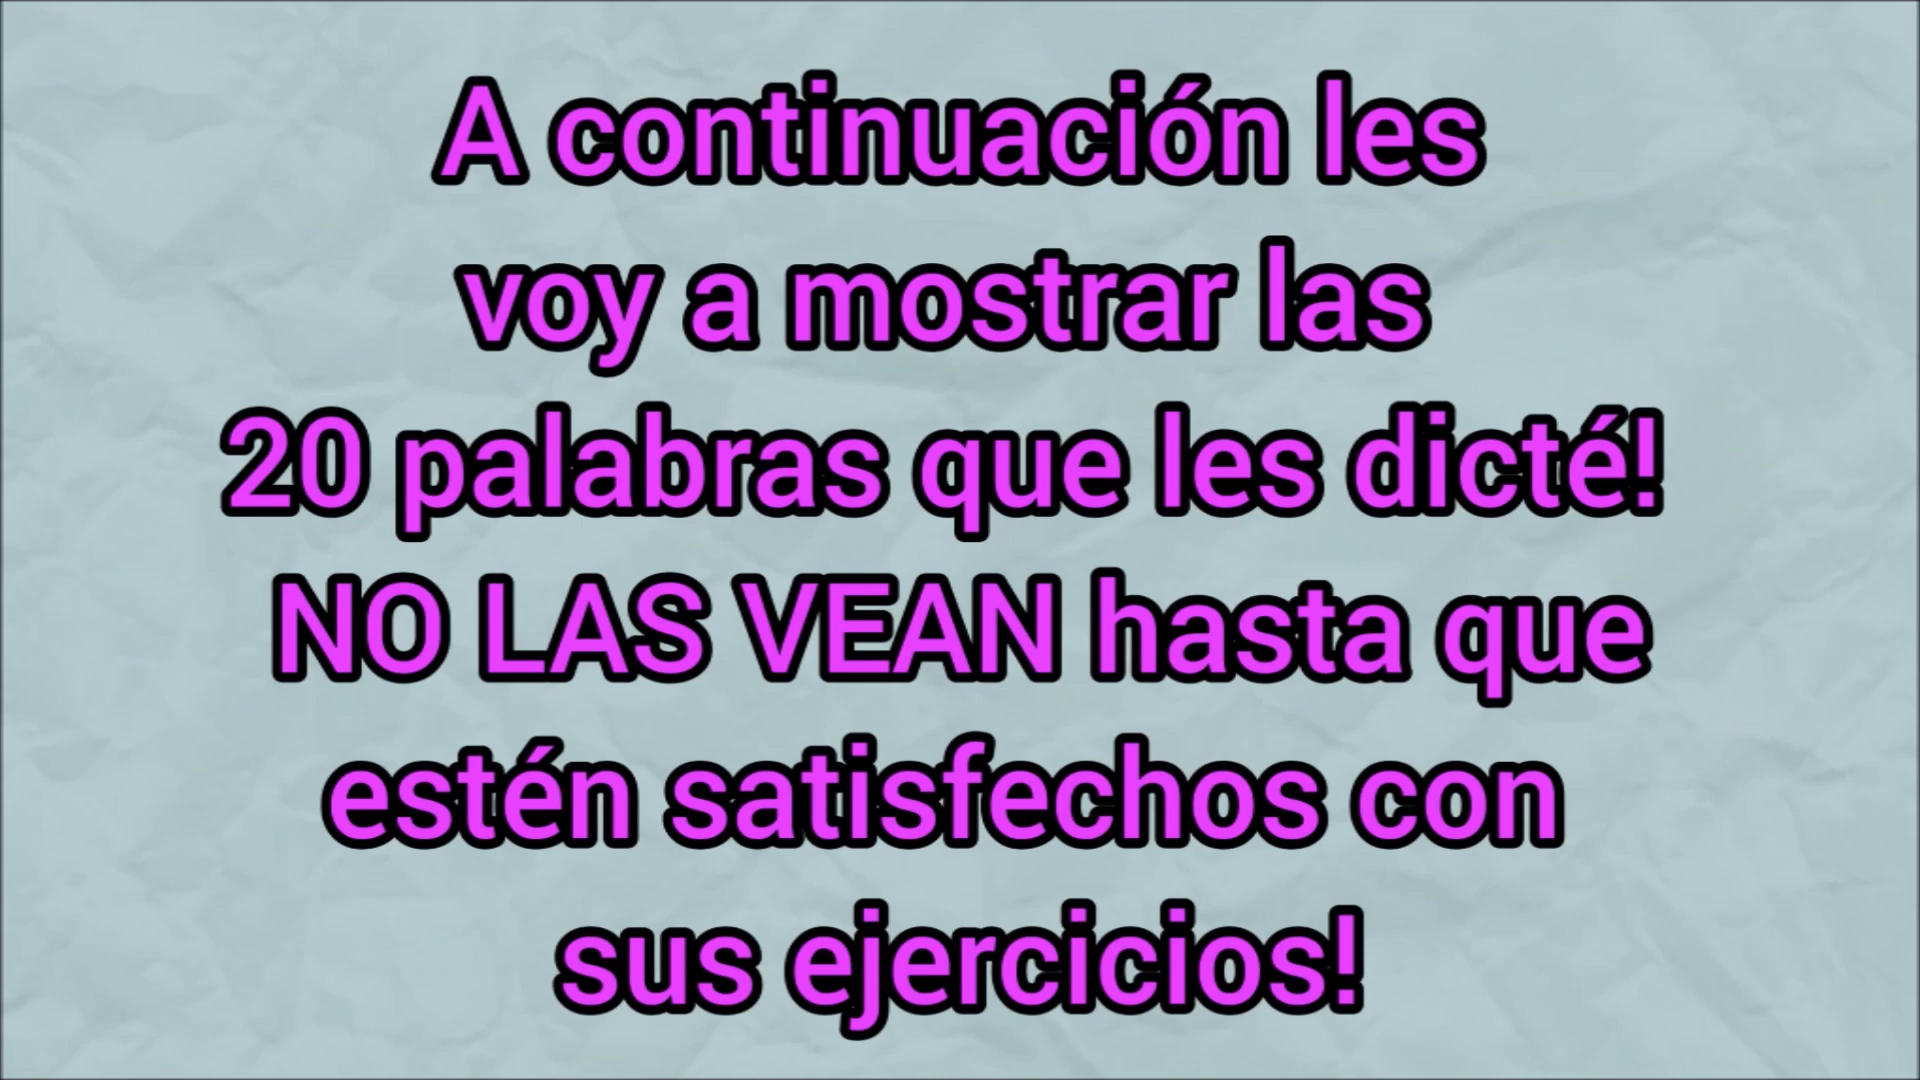 A continuación les
voy a mostrar las
20 palabras que les dicté!
NO LAS VEAN hasta que
estén satisfechos con
sus ejercicios!